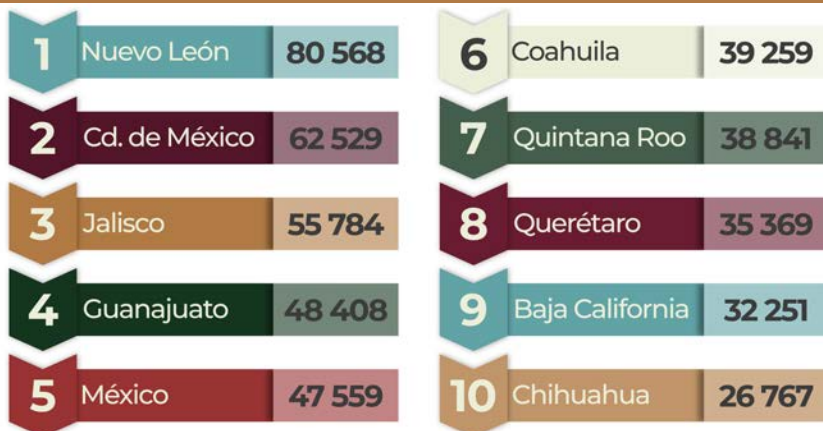 1 Nuevo León 80 568
2 Cd. de México 62 529
3 Jalisco 55 784
4 Guanajuato 48 408
5 México 47 559
6 Coahuila 39 259
7 Quintana Roo 38 841
8 Querétaro 35 369
9 Baja California 32 251
10 Chihuahua 26 767